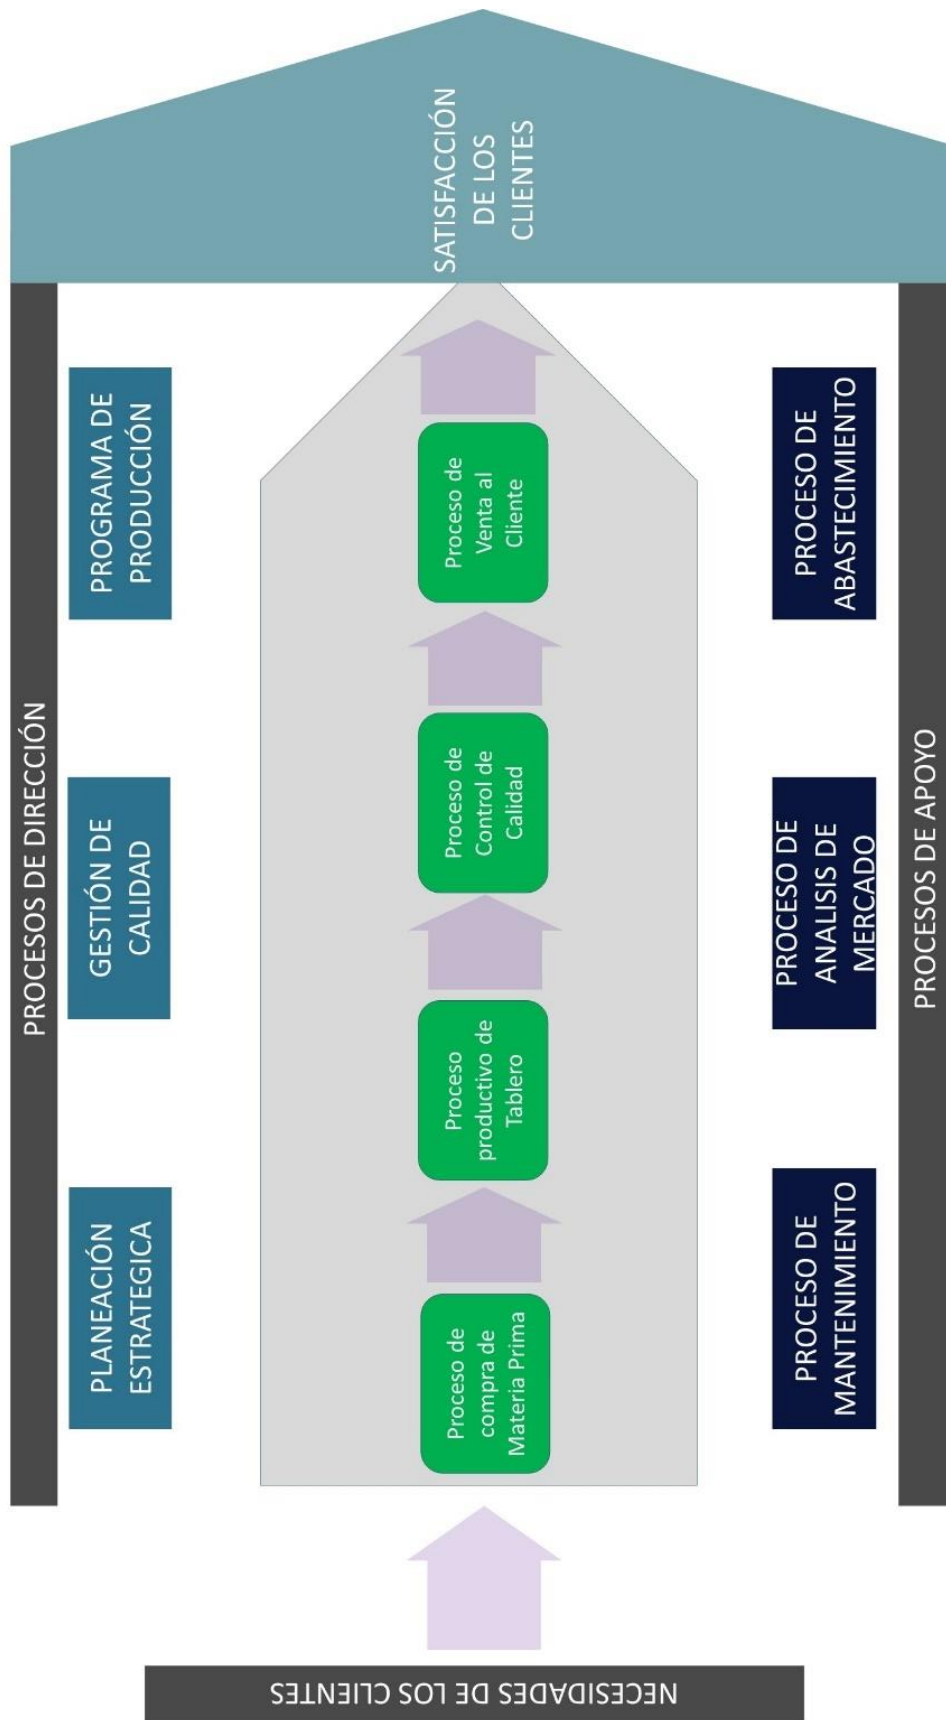 PROCESOS DE DIRECCIÓN
PLANEACIÓN
ESTRATEGICA
GESTIÓN DE
CALIDAD
PROGRAMA DE
PRODUCCIÓN
NECESIDADES DE LOS CLIENTES
Proceso de
compra de
Materia Prima
Proceso
productivo de
Tablero
Proceso de
Control de
Calidad
Proceso de
Venta al
Cliente
SATISFACCIÓN
DE LOS
CLIENTES
PROCESO DE
MANTENIMIENTO
PROCESO DE
ANALISIS DE
MERCADO
PROCESO DE
ABASTECIMIENTO
PROCESOS DE APOYO